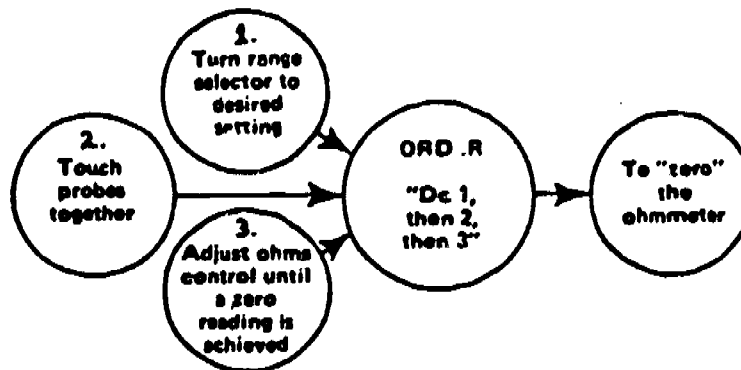 1.
Turn range
selector to
desired
setting
2.
Touch
probes
together
3.
Adjust ohms
control until
a zero
reading is
achieved
ORD.R
"Do 1,
then 2,
then 3"
To "zero"
the
ohmmeter